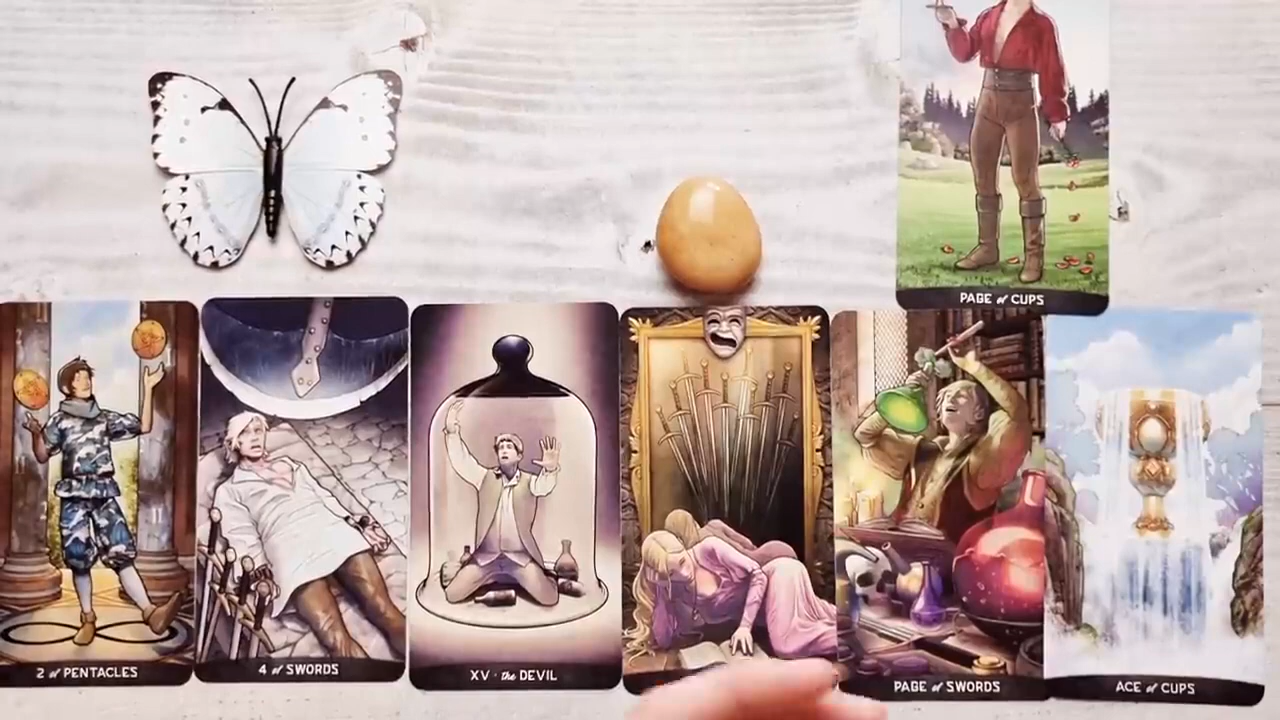 PAGE of CUPS
2 of PENTACLES
4 of SWORDS
XV · the DEVIL
PAGE of SWORDS
ACE of CUPS